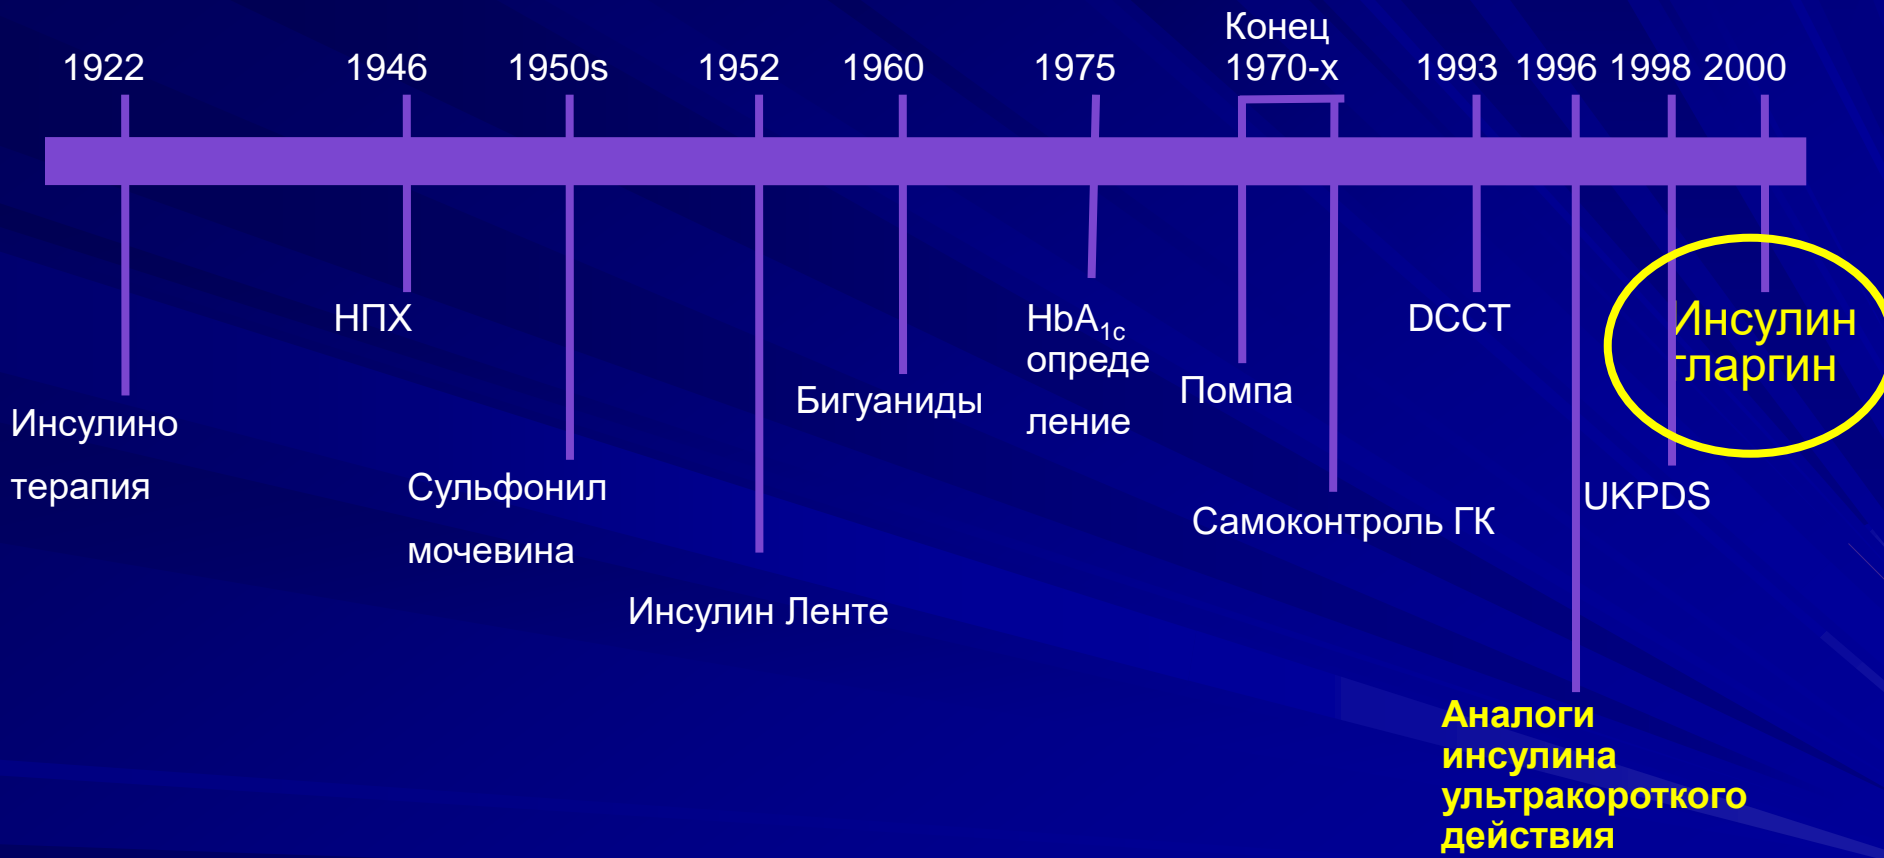 Конец
1922 1946 1950s 1952 1960 1975 1970-х 1993 1996 1998 2000
НПХ
HbA1c
опреде
ление
DCCT
Инсулин
гларгин
Бигуаниды
Помпа
Инсулино
терапия
Сульфонил
мочевина
Самоконтроль ГК
UKPDS
Инсулин Ленте
Аналоги
инсулина
ультракороткого
действия